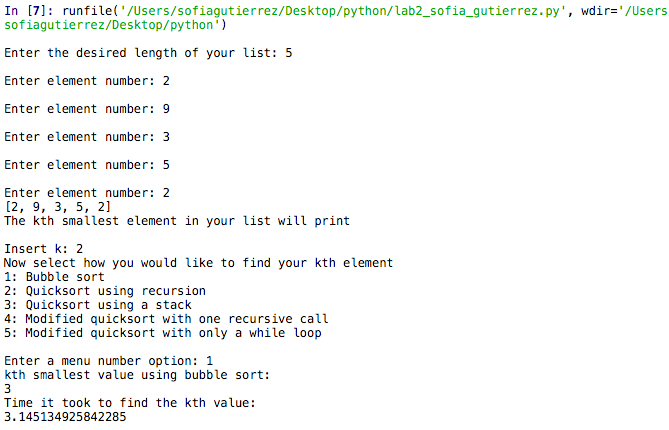 In [7]: runfile('/Users/sofiagutierrez/Desktop/python/lab2_sofia_gutierrez.py', wdir='/Users
sofiagutierrez/Desktop/python')
Enter the desired length of your list: 5
Enter element number: 2
Enter element number: 9
Enter element number: 3
Enter element number: 5
Enter element number: 2
[2, 9, 3, 5, 2]
The kth smallest element in your list will print
Insert k: 2
Now select how you would like to find your kth element
1: Bubble sort
2: Quicksort using recursion
3: Quicksort using a stack
4: Modified quicksort with one recursive call
5: Modified quicksort with only a while loop
Enter a menu number option: 1
kth smallest value using bubble sort:
3
Time it took to find the kth value:
3.145134925842285